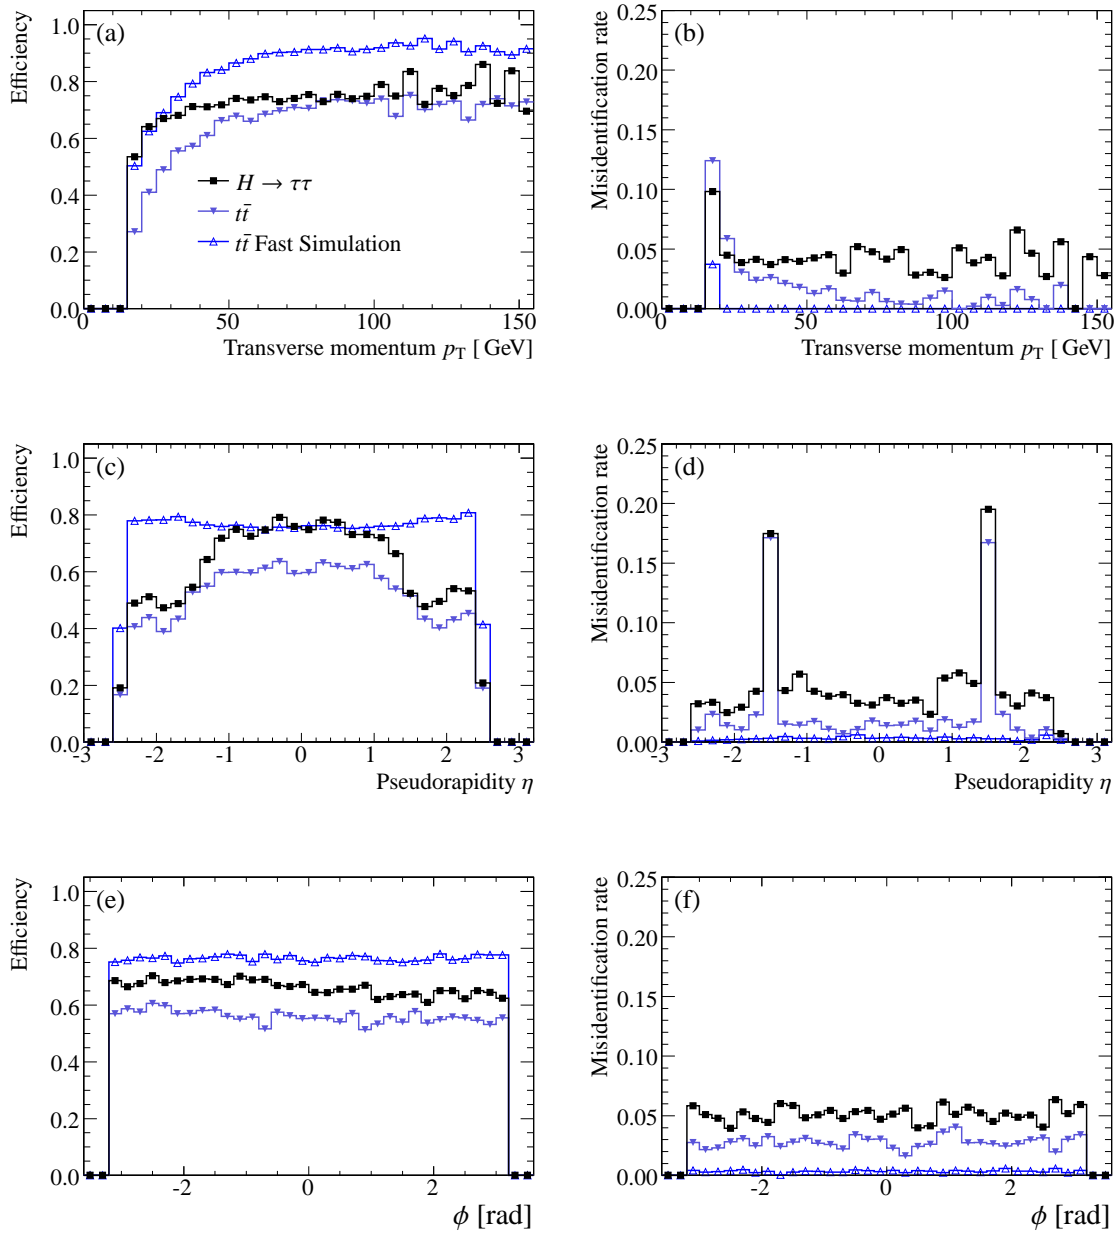 (a)
Efficiency
1.0
0.8
0.6
0.4
0.2
0.0
H → ττ
tt̄
tt̄ Fast Simulation
0 50 100 150
Transverse momentum p_T [ GeV]
(b)
Misidentification rate
0.25
0.20
0.15
0.10
0.05
0.00
0 50 100 150
Transverse momentum p_T [ GeV]
(c)
Efficiency
1.0
0.8
0.6
0.4
0.2
0.0
-3 -2 -1 0 1 2 3
Pseudorapidity η
(d)
Misidentification rate
0.25
0.20
0.15
0.10
0.05
0.00
-3 -2 -1 0 1 2 3
Pseudorapidity η
(e)
Efficiency
1.0
0.8
0.6
0.4
0.2
0.0
-2 0 2
ϕ [rad]
(f)
Misidentification rate
0.25
0.20
0.15
0.10
0.05
0.00
-2 0 2
ϕ [rad]